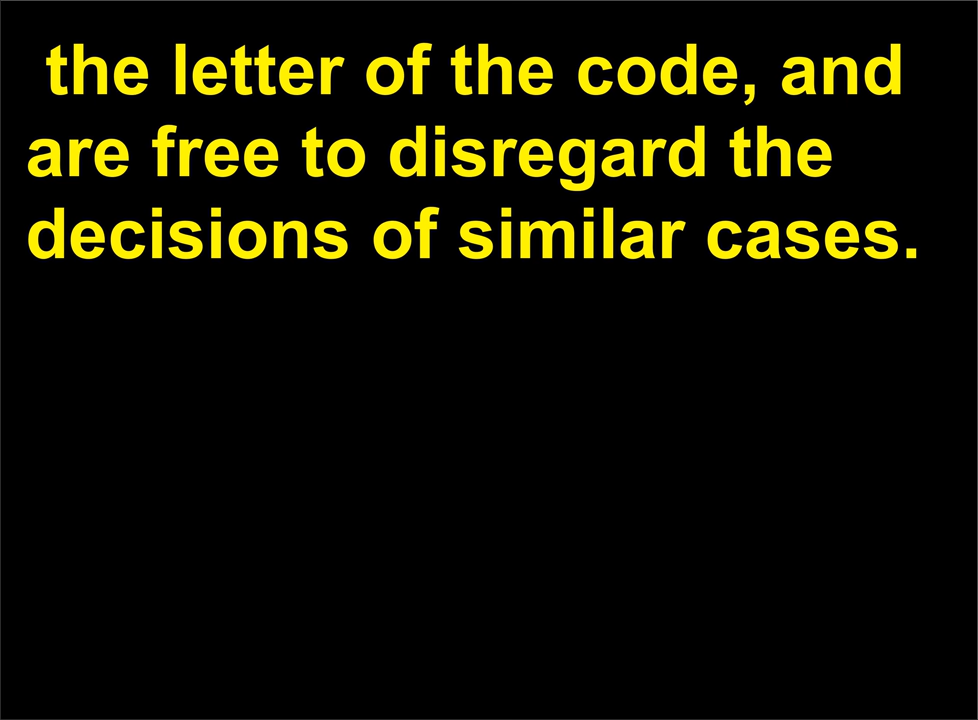 the letter of the code, and
are free to disregard the
decisions of similar cases.